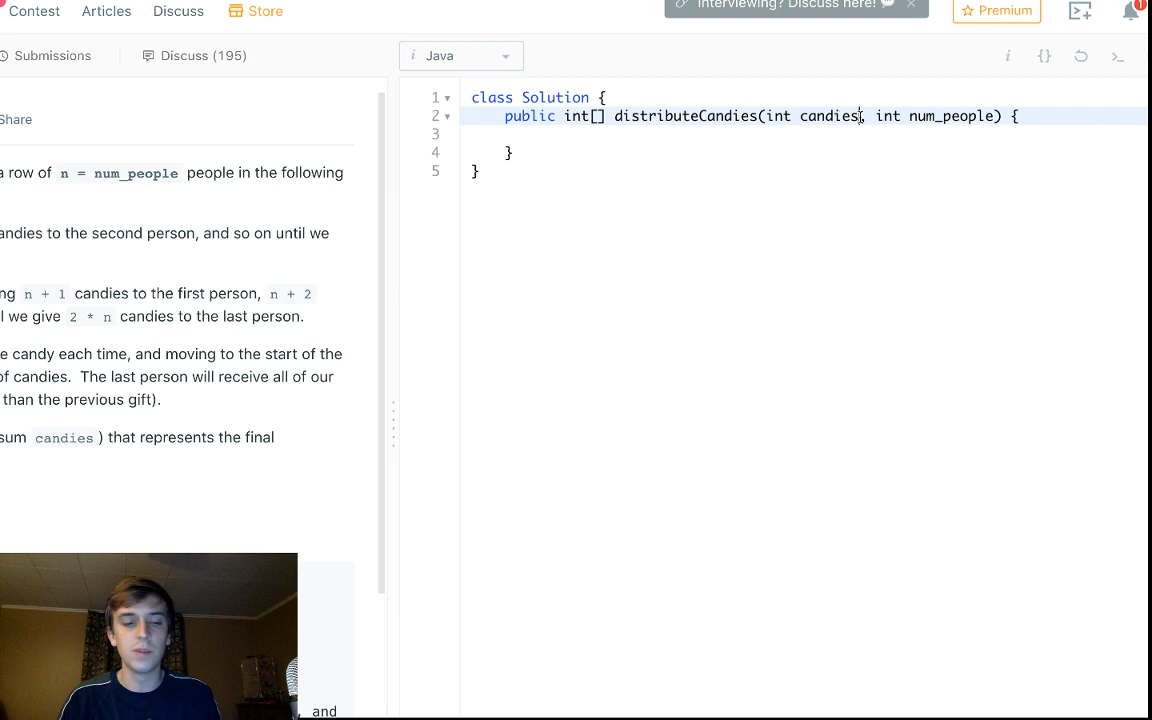 Contest Articles Discuss Store
Interviewing? Discuss here!
Premium
1
Submissions Discuss (195)
i Java
i {}
Share
a row of n = num_people people in the following
andies to the second person, and so on until we
ng n + 1 candies to the first person, n + 2
l we give 2 * n candies to the last person.
e candy each time, and moving to the start of the
of candies. The last person will receive all of our
than the previous gift).
sum candies ) that represents the final
, and
1 class Solution {
2 public int[] distributeCandies(int candies, int num_people) {
3
4 }
5 }